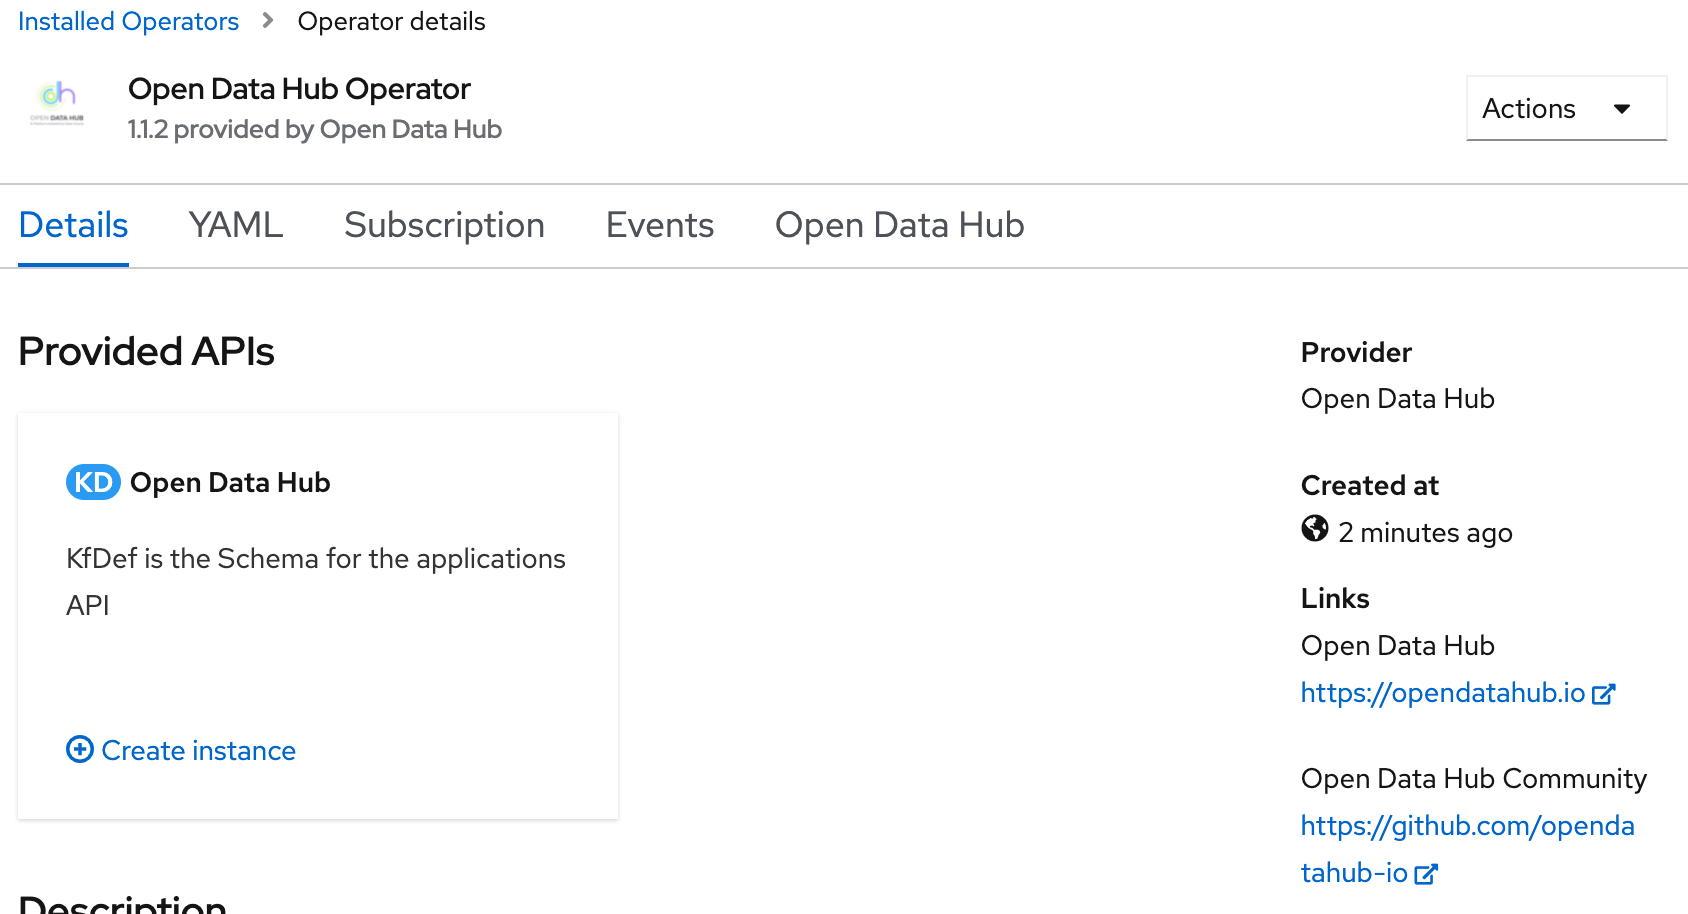 Installed Operators > Operator details
OPEN DATA HUB
Open Data Hub Operator
1.1.2 provided by Open Data Hub
Actions
Details YAML Subscription Events Open Data Hub
Provided APIs
KD Open Data Hub
KfDef is the Schema for the applications
API
Create instance
Description
Provider
Open Data Hub
Created at
2 minutes ago
Links
Open Data Hub
https://opendatahub.io
Open Data Hub Community
https://github.com/openda
tahub-io